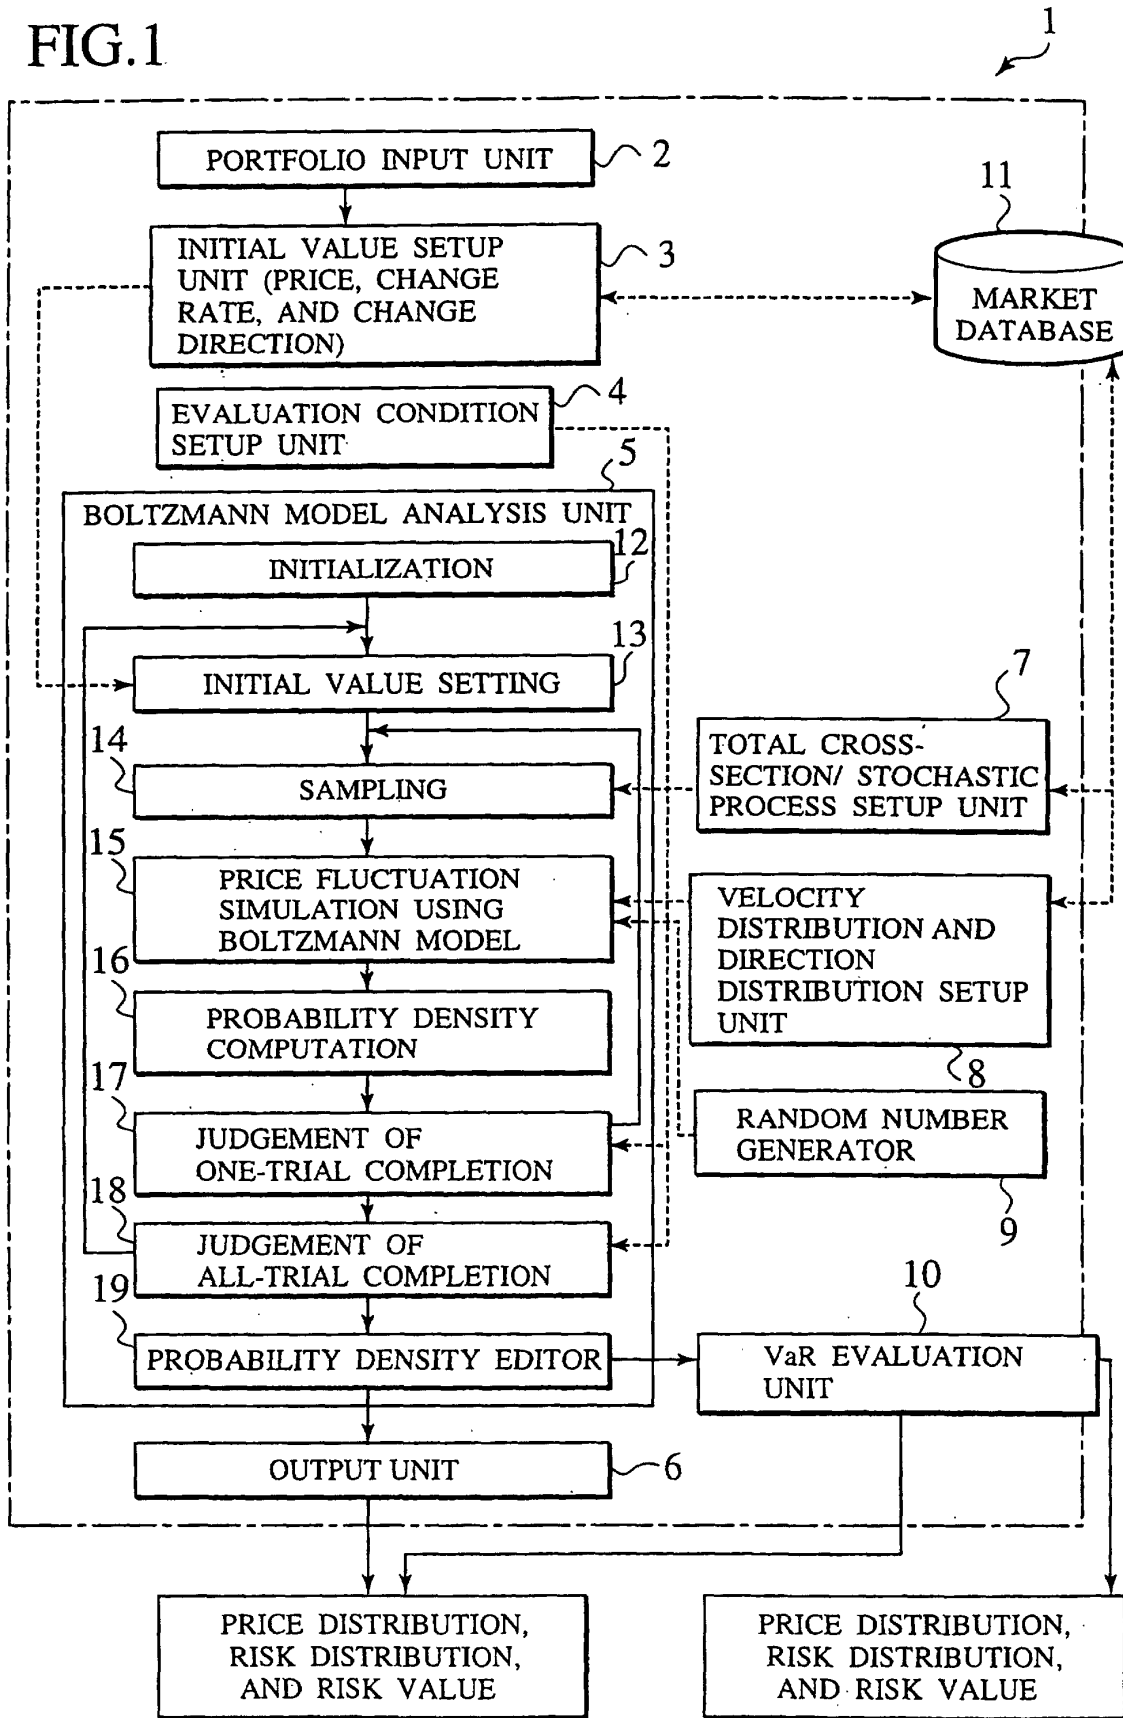 FIG.1
1
PORTFOLIO INPUT UNIT
2
11
INITIAL VALUE SETUP
UNIT (PRICE, CHANGE
RATE, AND CHANGE
DIRECTION)
3
MARKET
DATABASE
EVALUATION CONDITION
SETUP UNIT
4
5
BOLTZMANN MODEL ANALYSIS UNIT
INITIALIZATION
12
INITIAL VALUE SETTING
13
7
14
SAMPLING
TOTAL CROSS-
SECTION/ STOCHASTIC
PROCESS SETUP UNIT
15
PRICE FLUCTUATION
SIMULATION USING
BOLTZMANN MODEL
VELOCITY
DISTRIBUTION AND
DIRECTION
DISTRIBUTION SETUP
UNIT
8
16
PROBABILITY DENSITY
COMPUTATION
17
JUDGEMENT OF
ONE-TRIAL COMPLETION
RANDOM NUMBER
GENERATOR
9
18
JUDGEMENT OF
ALL-TRIAL COMPLETION
19
PROBABILITY DENSITY EDITOR
10
VaR EVALUATION
UNIT
OUTPUT UNIT
6
PRICE DISTRIBUTION,
RISK DISTRIBUTION,
AND RISK VALUE
PRICE DISTRIBUTION,
RISK DISTRIBUTION,
AND RISK VALUE